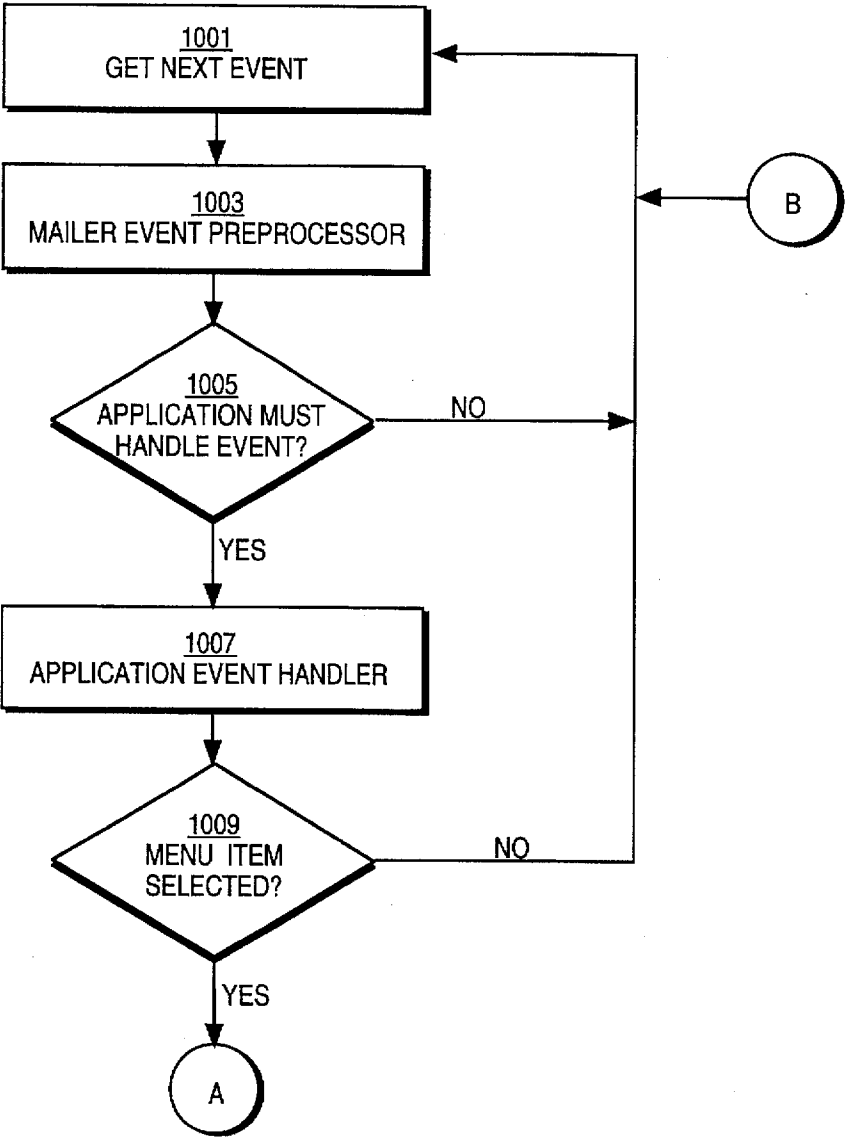 1001
GET NEXT EVENT
1003
MAILER EVENT PREPROCESSOR
B
1005
APPLICATION MUST
HANDLE EVENT?
NO
YES
1007
APPLICATION EVENT HANDLER
1009
MENU ITEM
SELECTED?
NO
YES
A